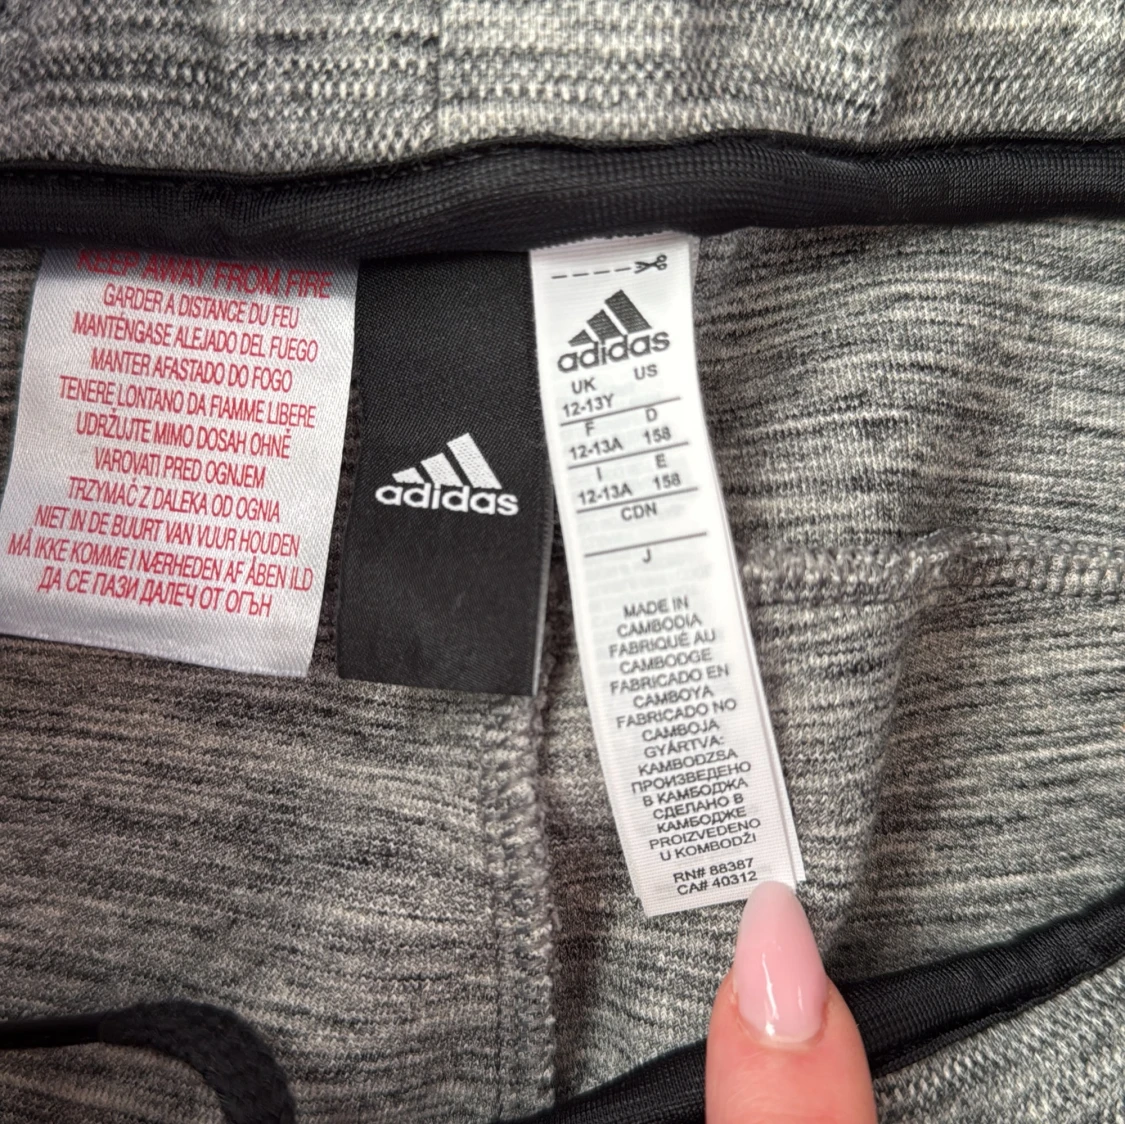 KEEP AWAY FROM FIRE
GARDER A DISTANCE DU FEU
MANTÉNGASE ALEJADO DEL FUEGO
MANTER AFASTADO DO FOGO
TENERE LONTANO DA FIAMME LIBERE
UDRŽUJTE MIMO DOSAH OHNĚ
VAROVATI PRED OGNJEM
TRZYMAĆ Z DALEKA OD OGNIA
NIET IN DE BUURT VAN VUUR HOUDEN
MÅ IKKE KOMME I NÆRHEDEN AF ÅBEN ILD
ДА СЕ ПАЗИ ДАЛЕЧ ОТ ОГЪН
adidas
adidas
UK US
12-13Y
F D
12-13A 158
I E
12-13A 158
CDN
J
MADE IN
CAMBODIA
FABRIQUÉ AU
CAMBODGE
FABRICADO EN
CAMBOYA
FABRICADO NO
CAMBOJA
GYÁRTVA:
KAMBODZSA
ПРОИЗВЕДЕНО
В КАМБОДЖА
СДЕЛАНО В
КАМБОДЖЕ
PROIZVEDENO
U KOMBODŽI
RN# 88387
CA# 40312